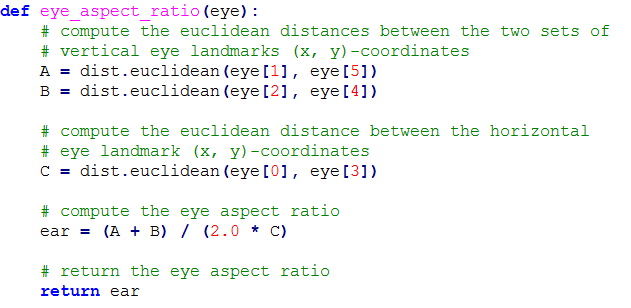 def eye_aspect_ratio(eye):
    # compute the euclidean distances between the two sets of
    # vertical eye landmarks (x, y)-coordinates
    A = dist.euclidean(eye[1], eye[5])
    B = dist.euclidean(eye[2], eye[4])

    # compute the euclidean distance between the horizontal
    # eye landmark (x, y)-coordinates
    C = dist.euclidean(eye[0], eye[3])

    # compute the eye aspect ratio
    ear = (A + B) / (2.0 * C)

    # return the eye aspect ratio
    return ear